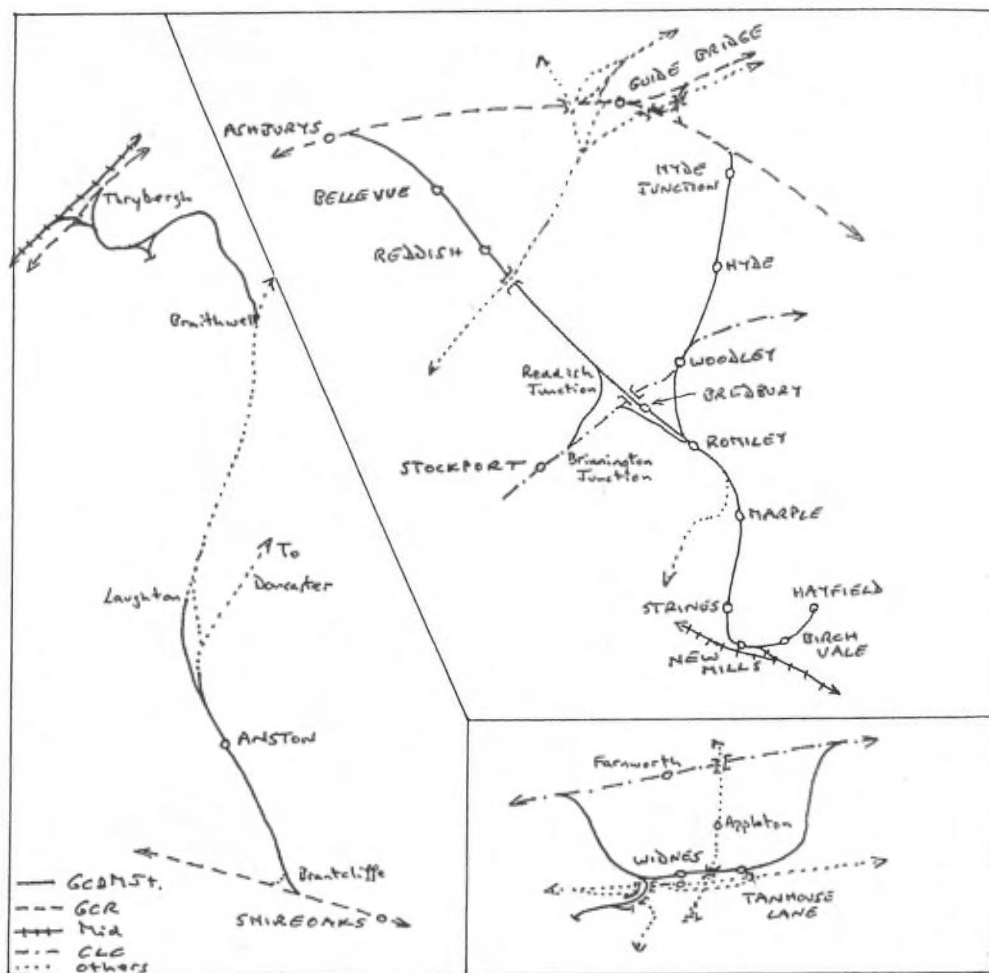 Thrybergh
Braithwell
Laughton
To
Doncaster
ANSTON
Brantcliffe
SHIREOAKS
GC&M Jt.
GCR
Mid
CLC
Others
GUIDE BRIDGE
ASHBURYS
HYDE
JUNCTION
BELLEVUE
REDDISH
HYDE
WOODLEY
Reddish
Junction
BREDBURY
ROMILEY
STOCKPORT
Brinnington
Junction
MARPLE
STRINES
HAYFIELD
BIRCH
VALE
NEW
MILLS
Farnworth
Appleton
WIDNES
TANHOUSE
LANE